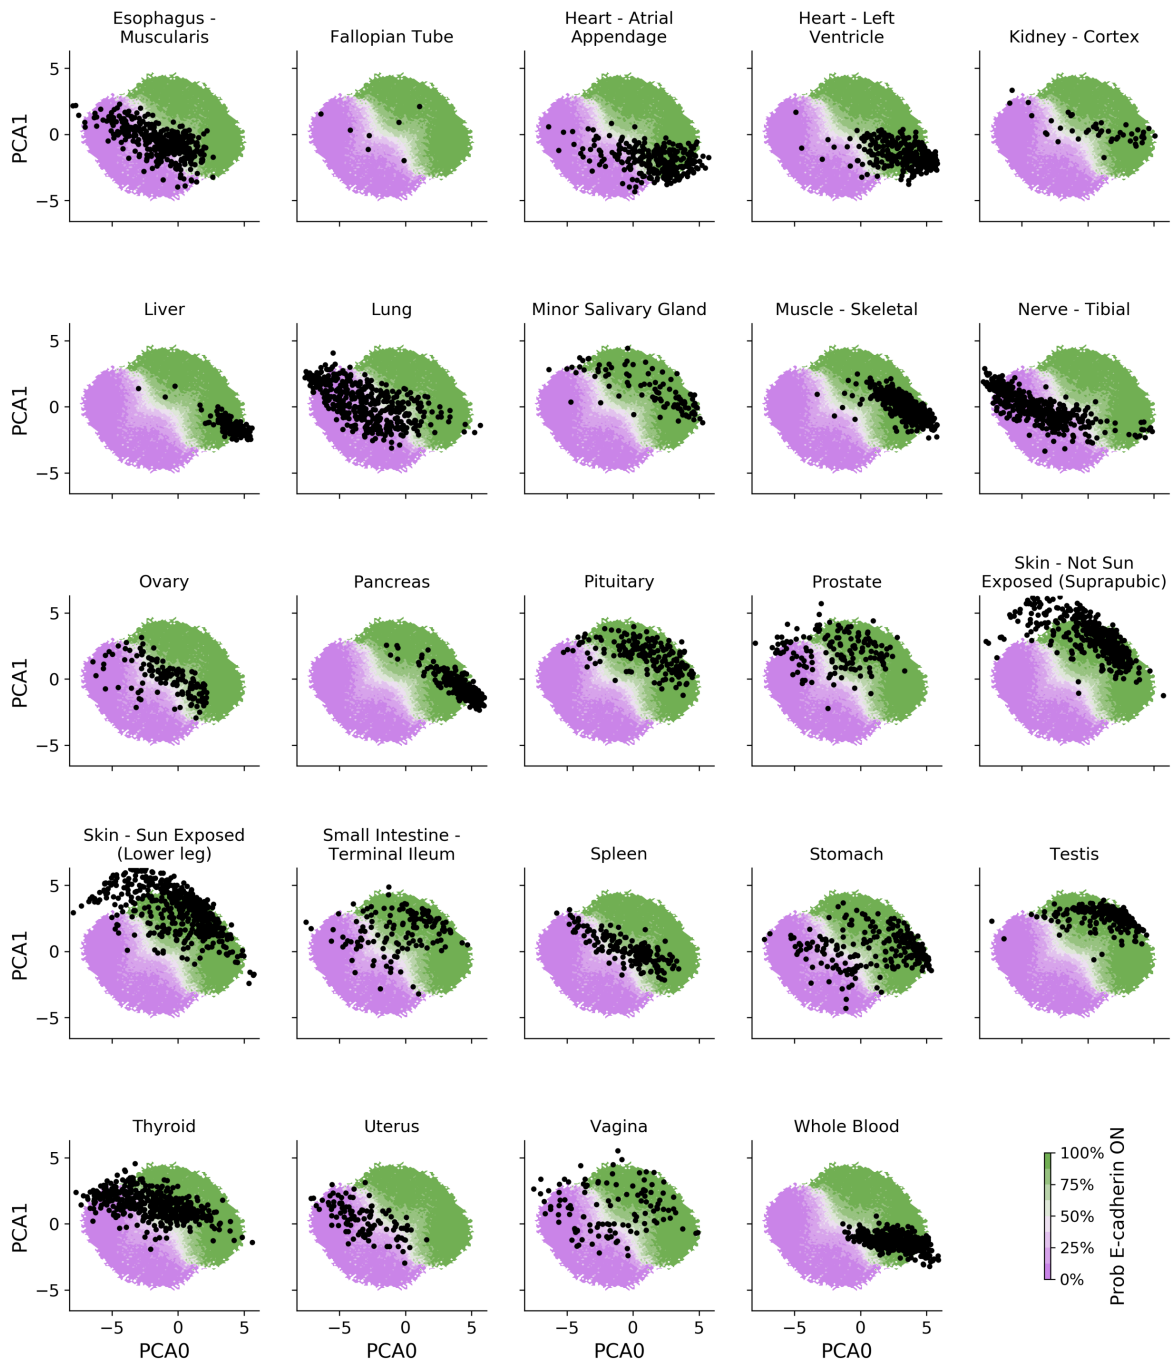 Esophagus -
Muscularis
Fallopian Tube
Heart - Atrial
Appendage
Heart - Left
Ventricle
Kidney - Cortex
5
0
−5
PCA1
Liver
Lung
Minor Salivary Gland
Muscle - Skeletal
Nerve - Tibial
5
0
−5
PCA1
Ovary
Pancreas
Pituitary
Prostate
Skin - Not Sun
Exposed (Suprapubic)
5
0
−5
PCA1
Skin - Sun Exposed
(Lower leg)
Small Intestine -
Terminal Ileum
Spleen
Stomach
Testis
5
0
−5
PCA1
Thyroid
Uterus
Vagina
Whole Blood
5
0
−5
PCA1
−5 0 5
PCA0
−5 0 5
PCA0
−5 0 5
PCA0
−5 0 5
PCA0
100%
75%
50%
25%
0%
Prob E-cadherin ON